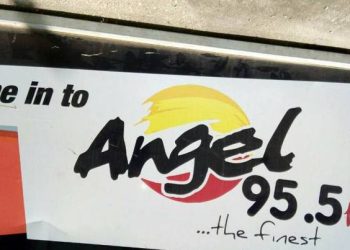 e in to
Angel
95.5
...the finest